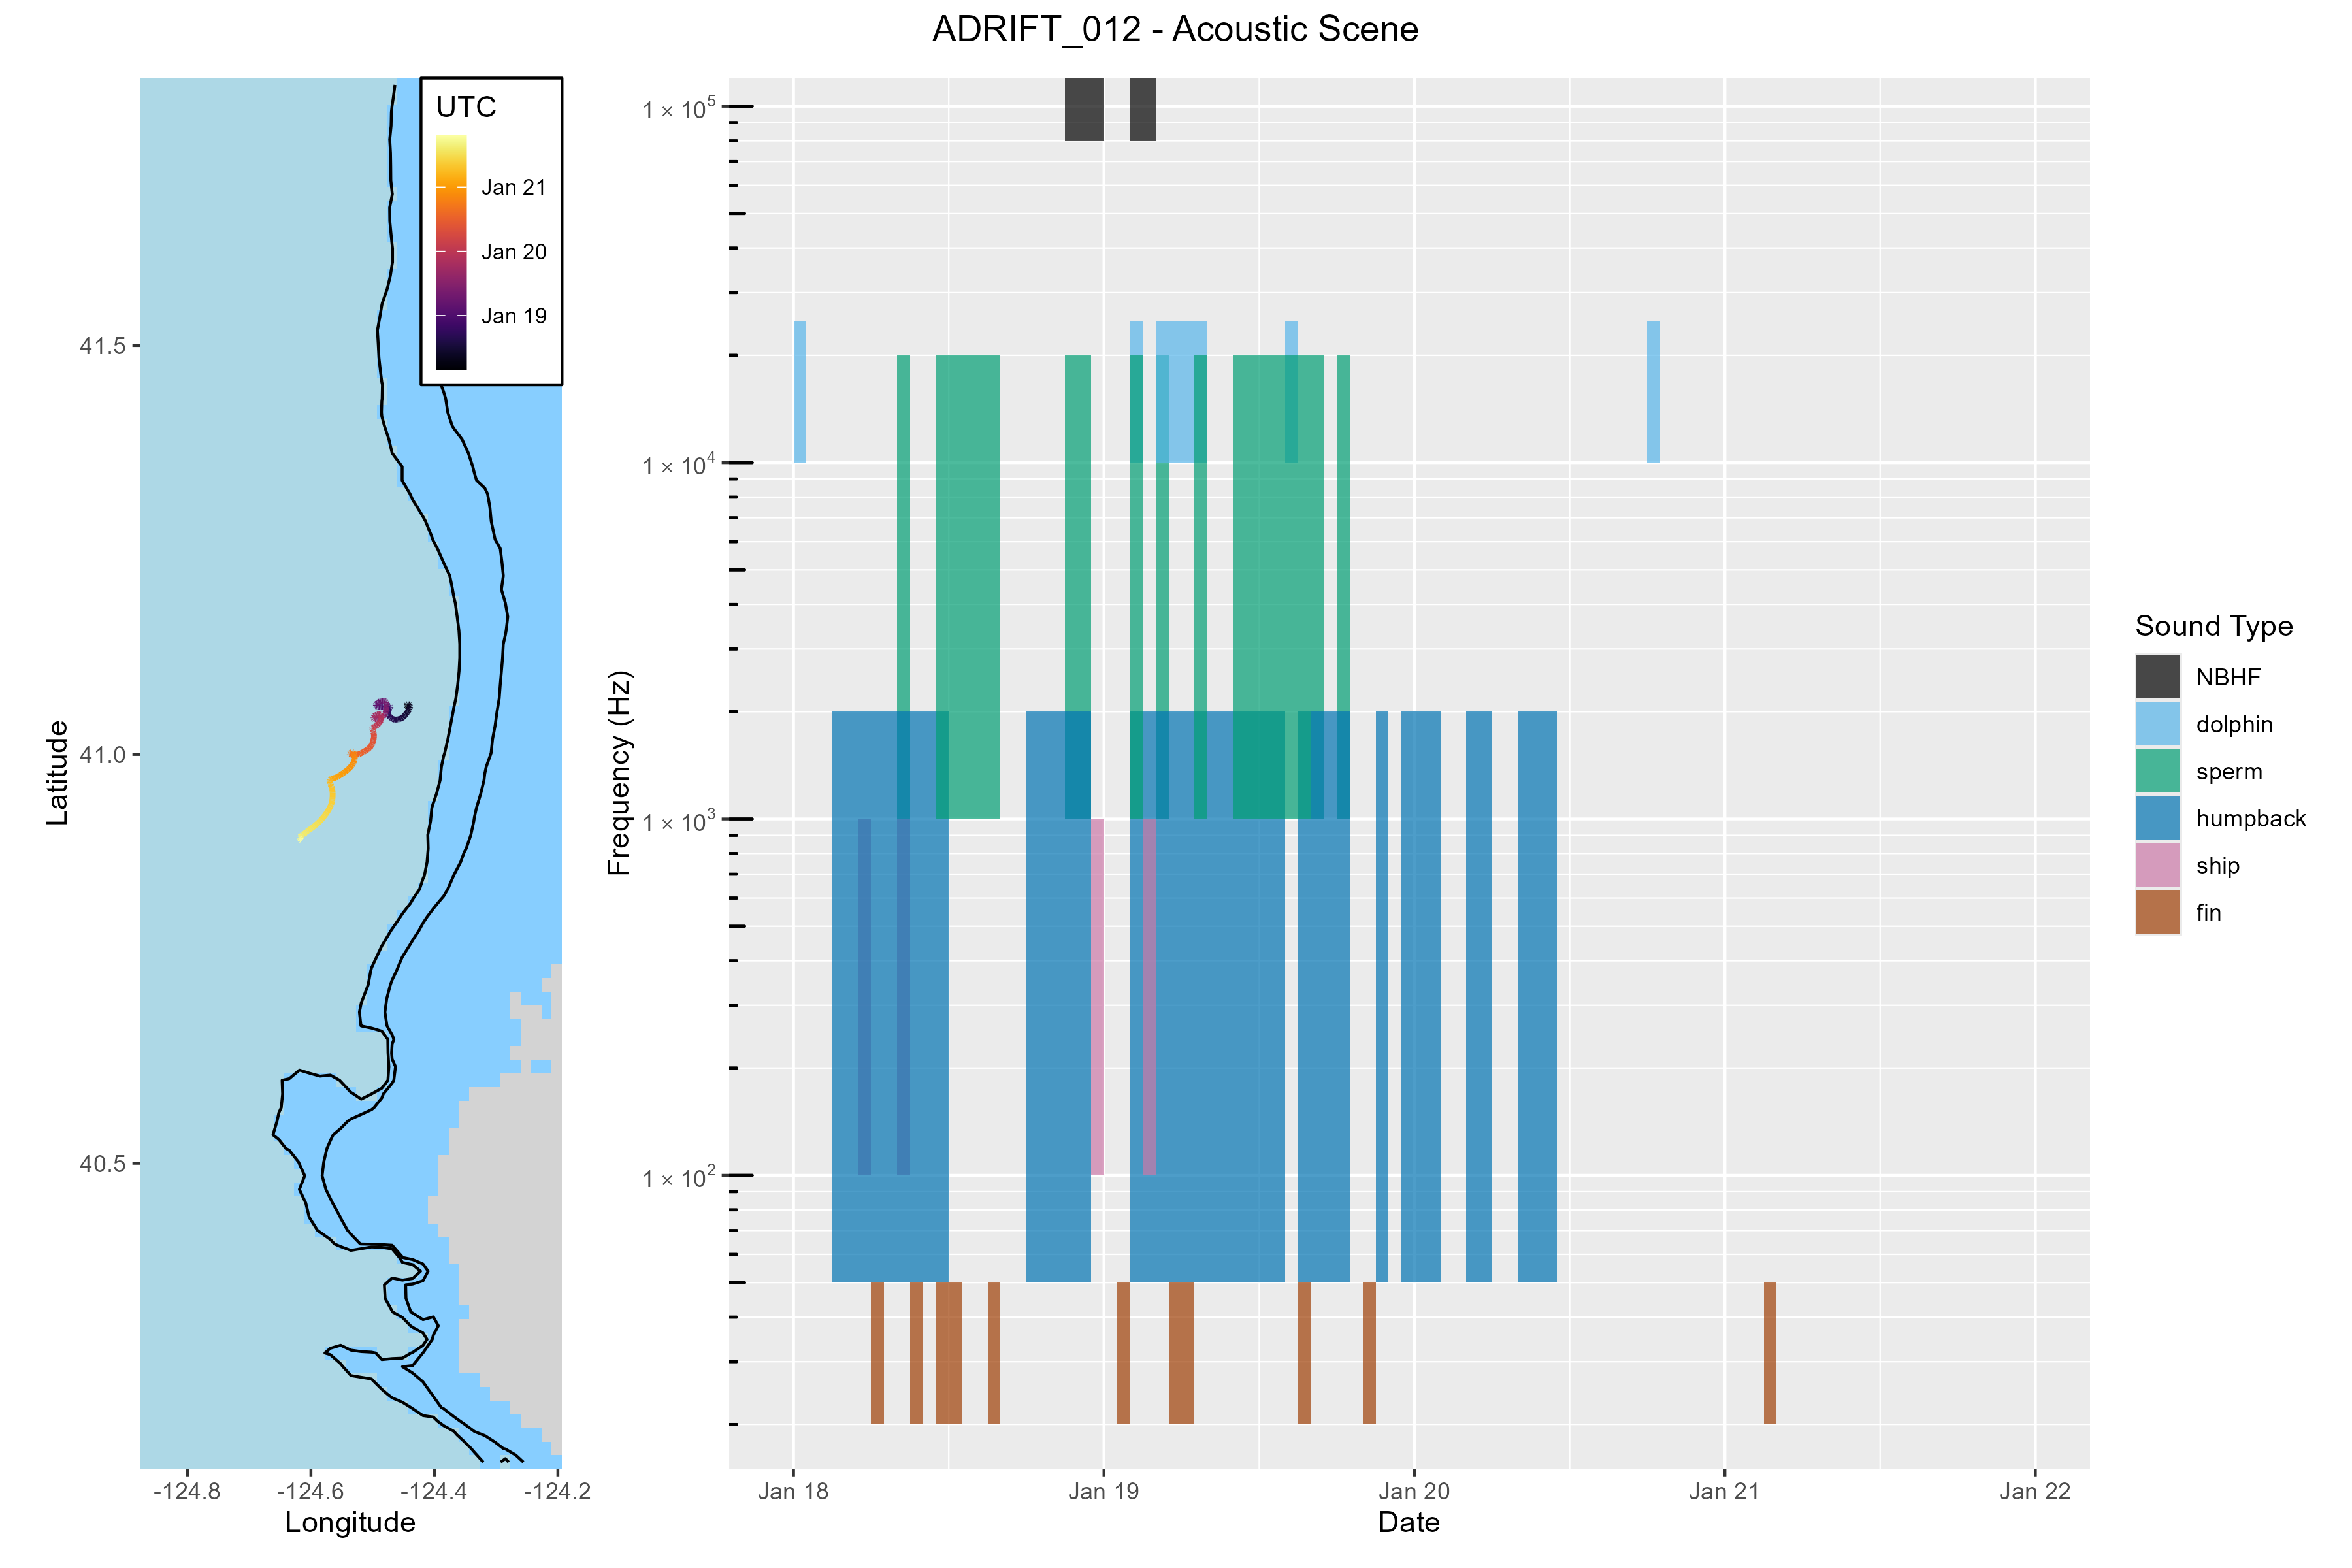 ADRIFT_012 - Acoustic Scene
UTC
Jan 21
Jan 20
Jan 19
41.5
41.0
40.5
Latitude
-124.8
-124.6
-124.4
-124.2
Longitude
1 × 10⁵
1 × 10⁴
1 × 10³
1 × 10²
Frequency (Hz)
Jan 18
Jan 19
Jan 20
Jan 21
Jan 22
Date
Sound Type
NBHF
dolphin
sperm
humpback
ship
fin